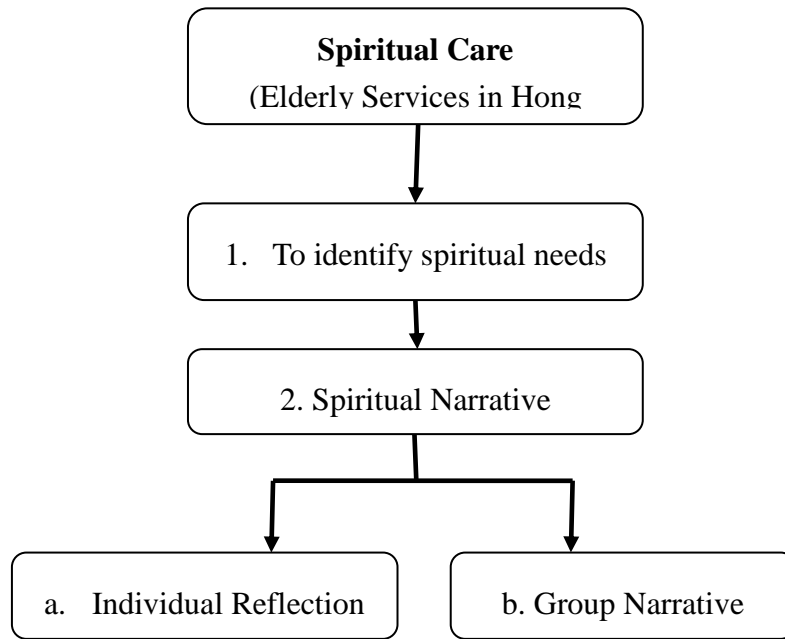 Spiritual Care
(Elderly Services in Hong
1. To identify spiritual needs
2. Spiritual Narrative
a. Individual Reflection
b. Group Narrative